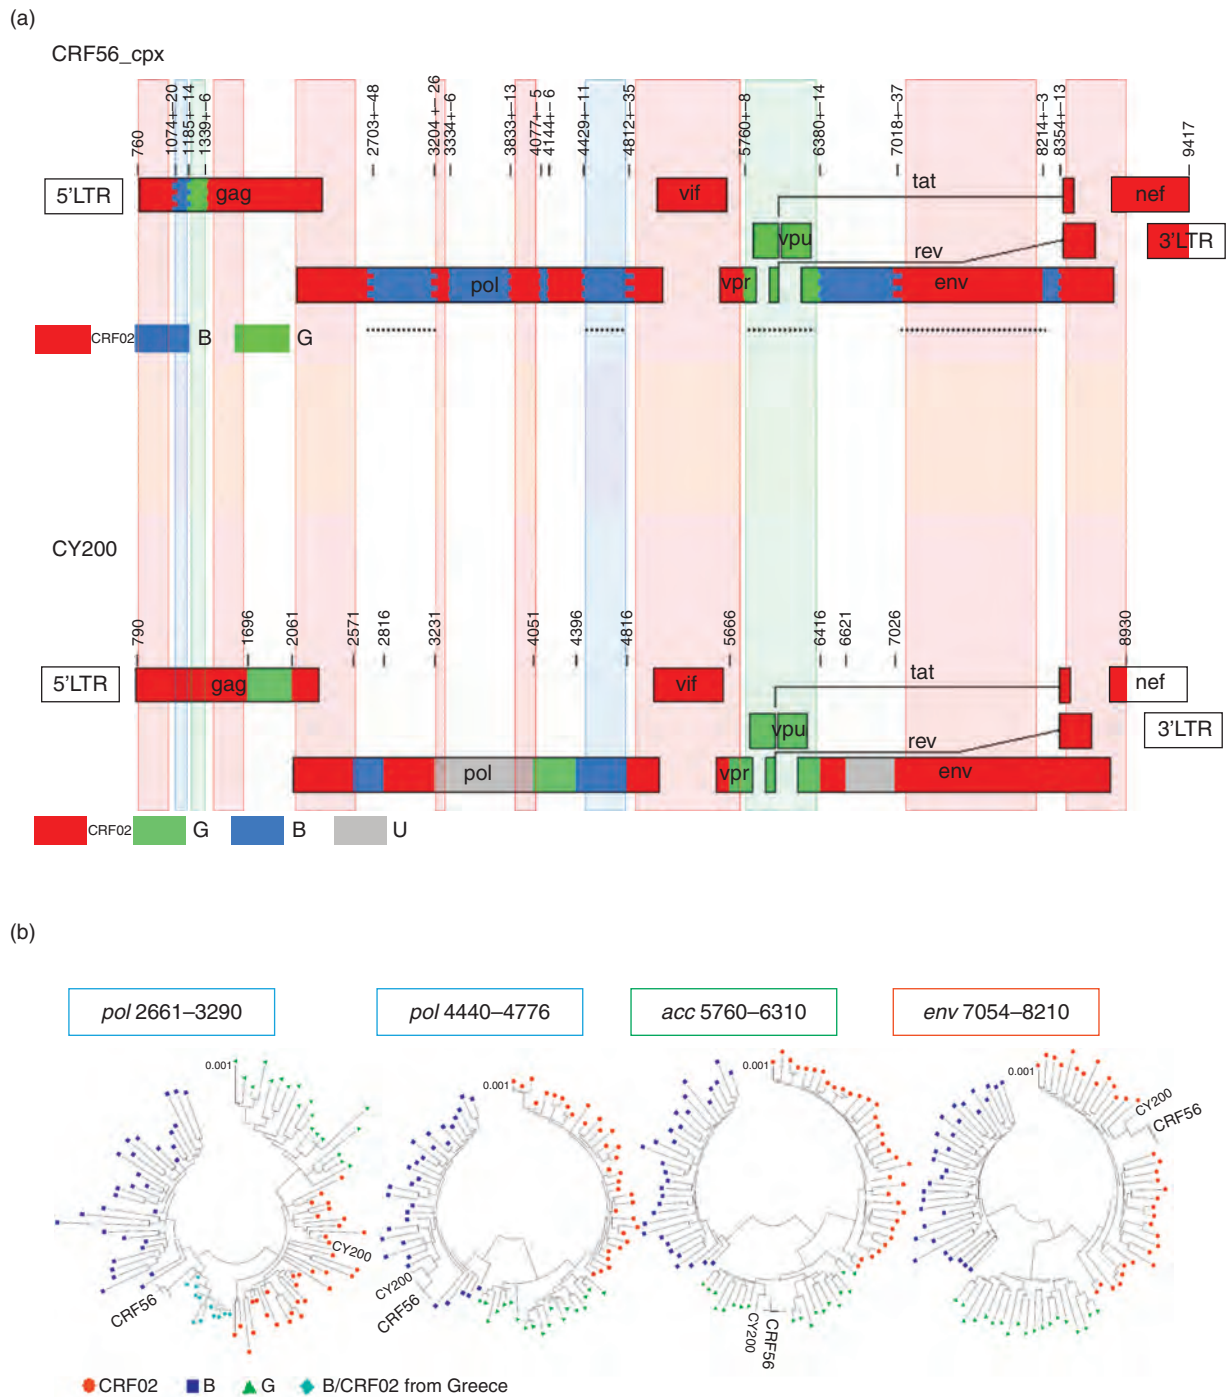 (a)
CRF56_cpx
760
1074+−20
1185+−14
1339+−6
2703+−48
3204+−26
3334+−6
3833+−13
4077+−5
4144+−6
4429+−11
4812+−35
5760+−8
6380+−14
7018+−37
8214+−3
8354+−13
9417
5'LTR
gag
vif
tat
nef
vpu
rev
3'LTR
pol
vpr
env
CRF02
B
G
CY200
790
1696
2061
2571
2816
3231
4051
4396
4816
5666
6416
6621
7026
8930
5'LTR
gag
vif
tat
nef
vpu
rev
3'LTR
pol
vpr
env
CRF02
G
B
U
(b)
pol 2661–3290
pol 4440–4776
acc 5760–6310
env 7054–8210
0.001
CY200
CRF56
0.001
CY200
CRF56
0.001
CY200
CRF56
0.001
CY200
CRF56
CRF02
B
G
B/CRF02 from Greece